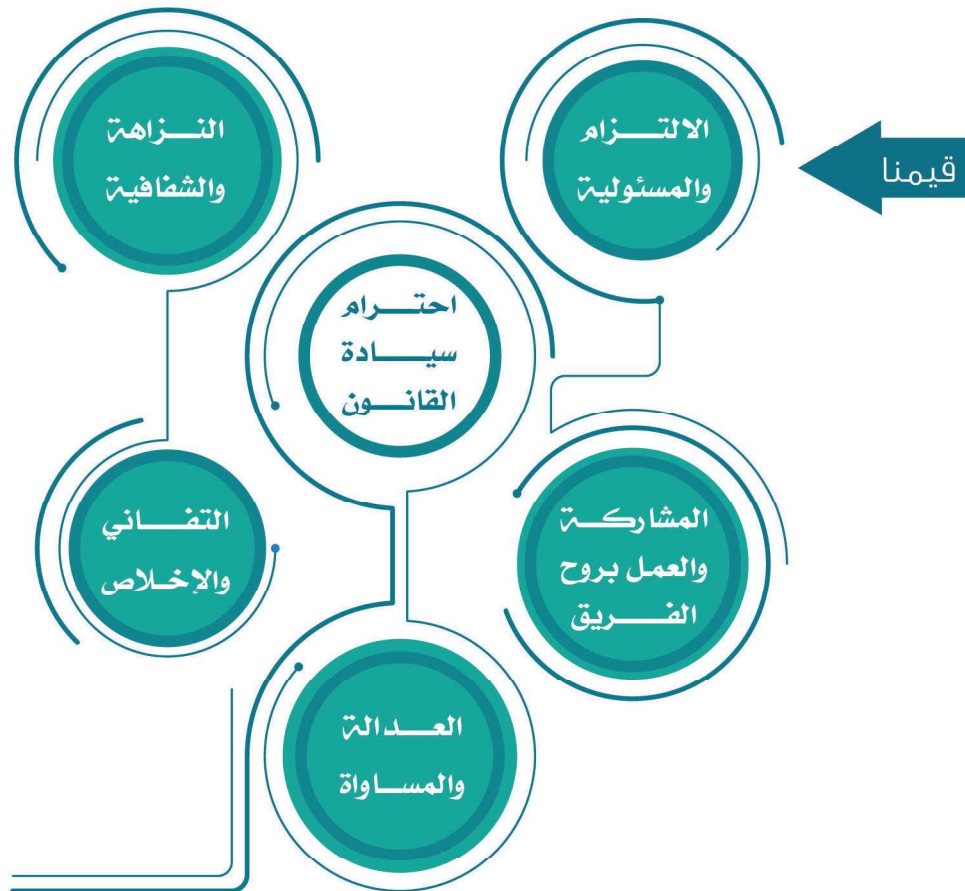 قيمنا
الالتزام
والمسئولية
النزاهة
والشفافية
احترام
سيادة
القانون
المشاركة
والعمل بروح
الفريق
التفاني
والإخلاص
العدالة
والمساواة